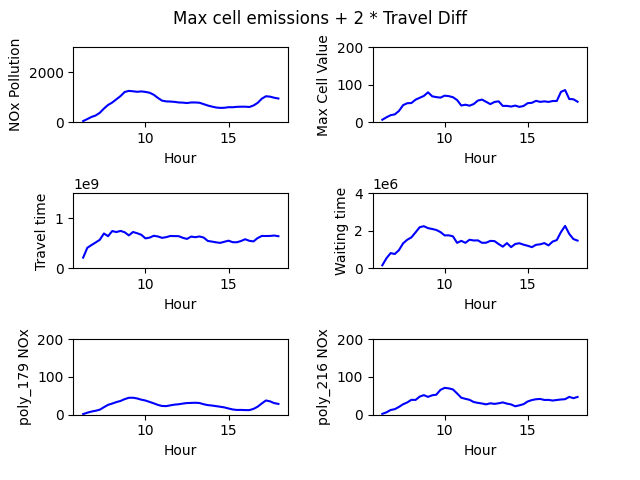 Max cell emissions + 2 * Travel Diff
NOx Pollution
2000
0
10
15
Hour
Max Cell Value
200
100
0
10
15
Hour
1e9
Travel time
1
0
10
15
Hour
1e6
Waiting time
4
2
0
10
15
Hour
poly_179 NOx
200
100
0
10
15
Hour
poly_216 NOx
200
100
0
10
15
Hour